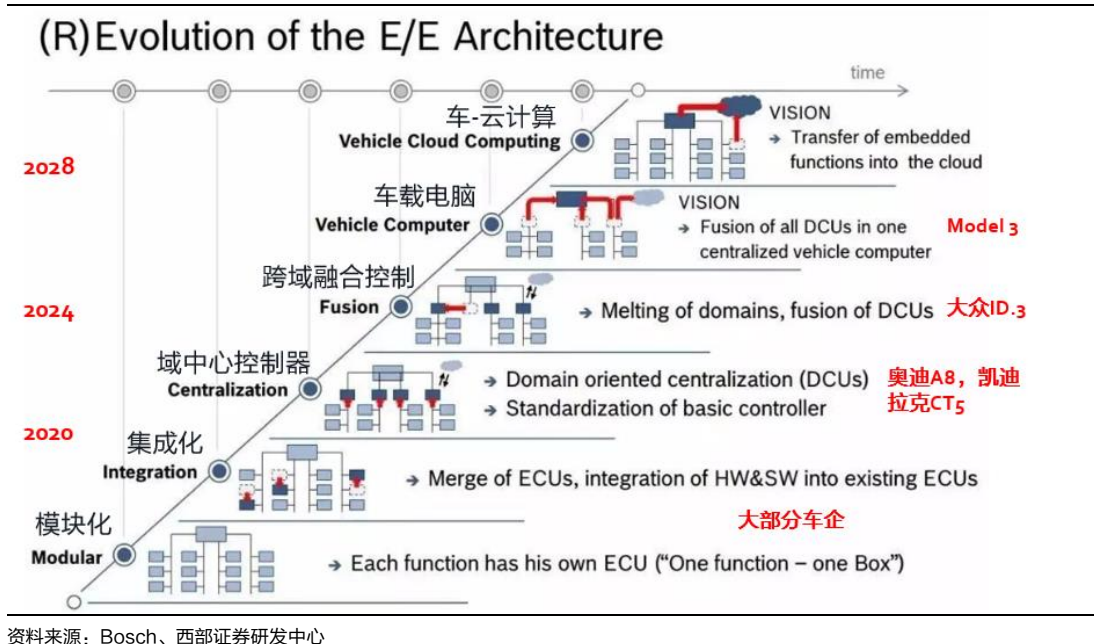 (R)Evolution of the E/E Architecture
time
车-云计算
Vehicle Cloud Computing
VISION
→ Transfer of embedded
functions into the cloud
2028
车载电脑
Vehicle Computer
VISION
→ Fusion of all DCUs in one
centralized vehicle computer
Model 3
跨域融合控制
Fusion
→ Melting of domains, fusion of DCUs
大众ID.3
2024
域中心控制器
Centralization
→ Domain oriented centralization (DCUs)
→ Standardization of basic controller
奥迪A8，凯迪
拉克CT5
2020
集成化
Integration
→ Merge of ECUs, integration of HW&SW into existing ECUs
大部分车企
模块化
Modular
→ Each function has his own ECU (“One function – one Box”)
资料来源：Bosch、西部证券研发中心